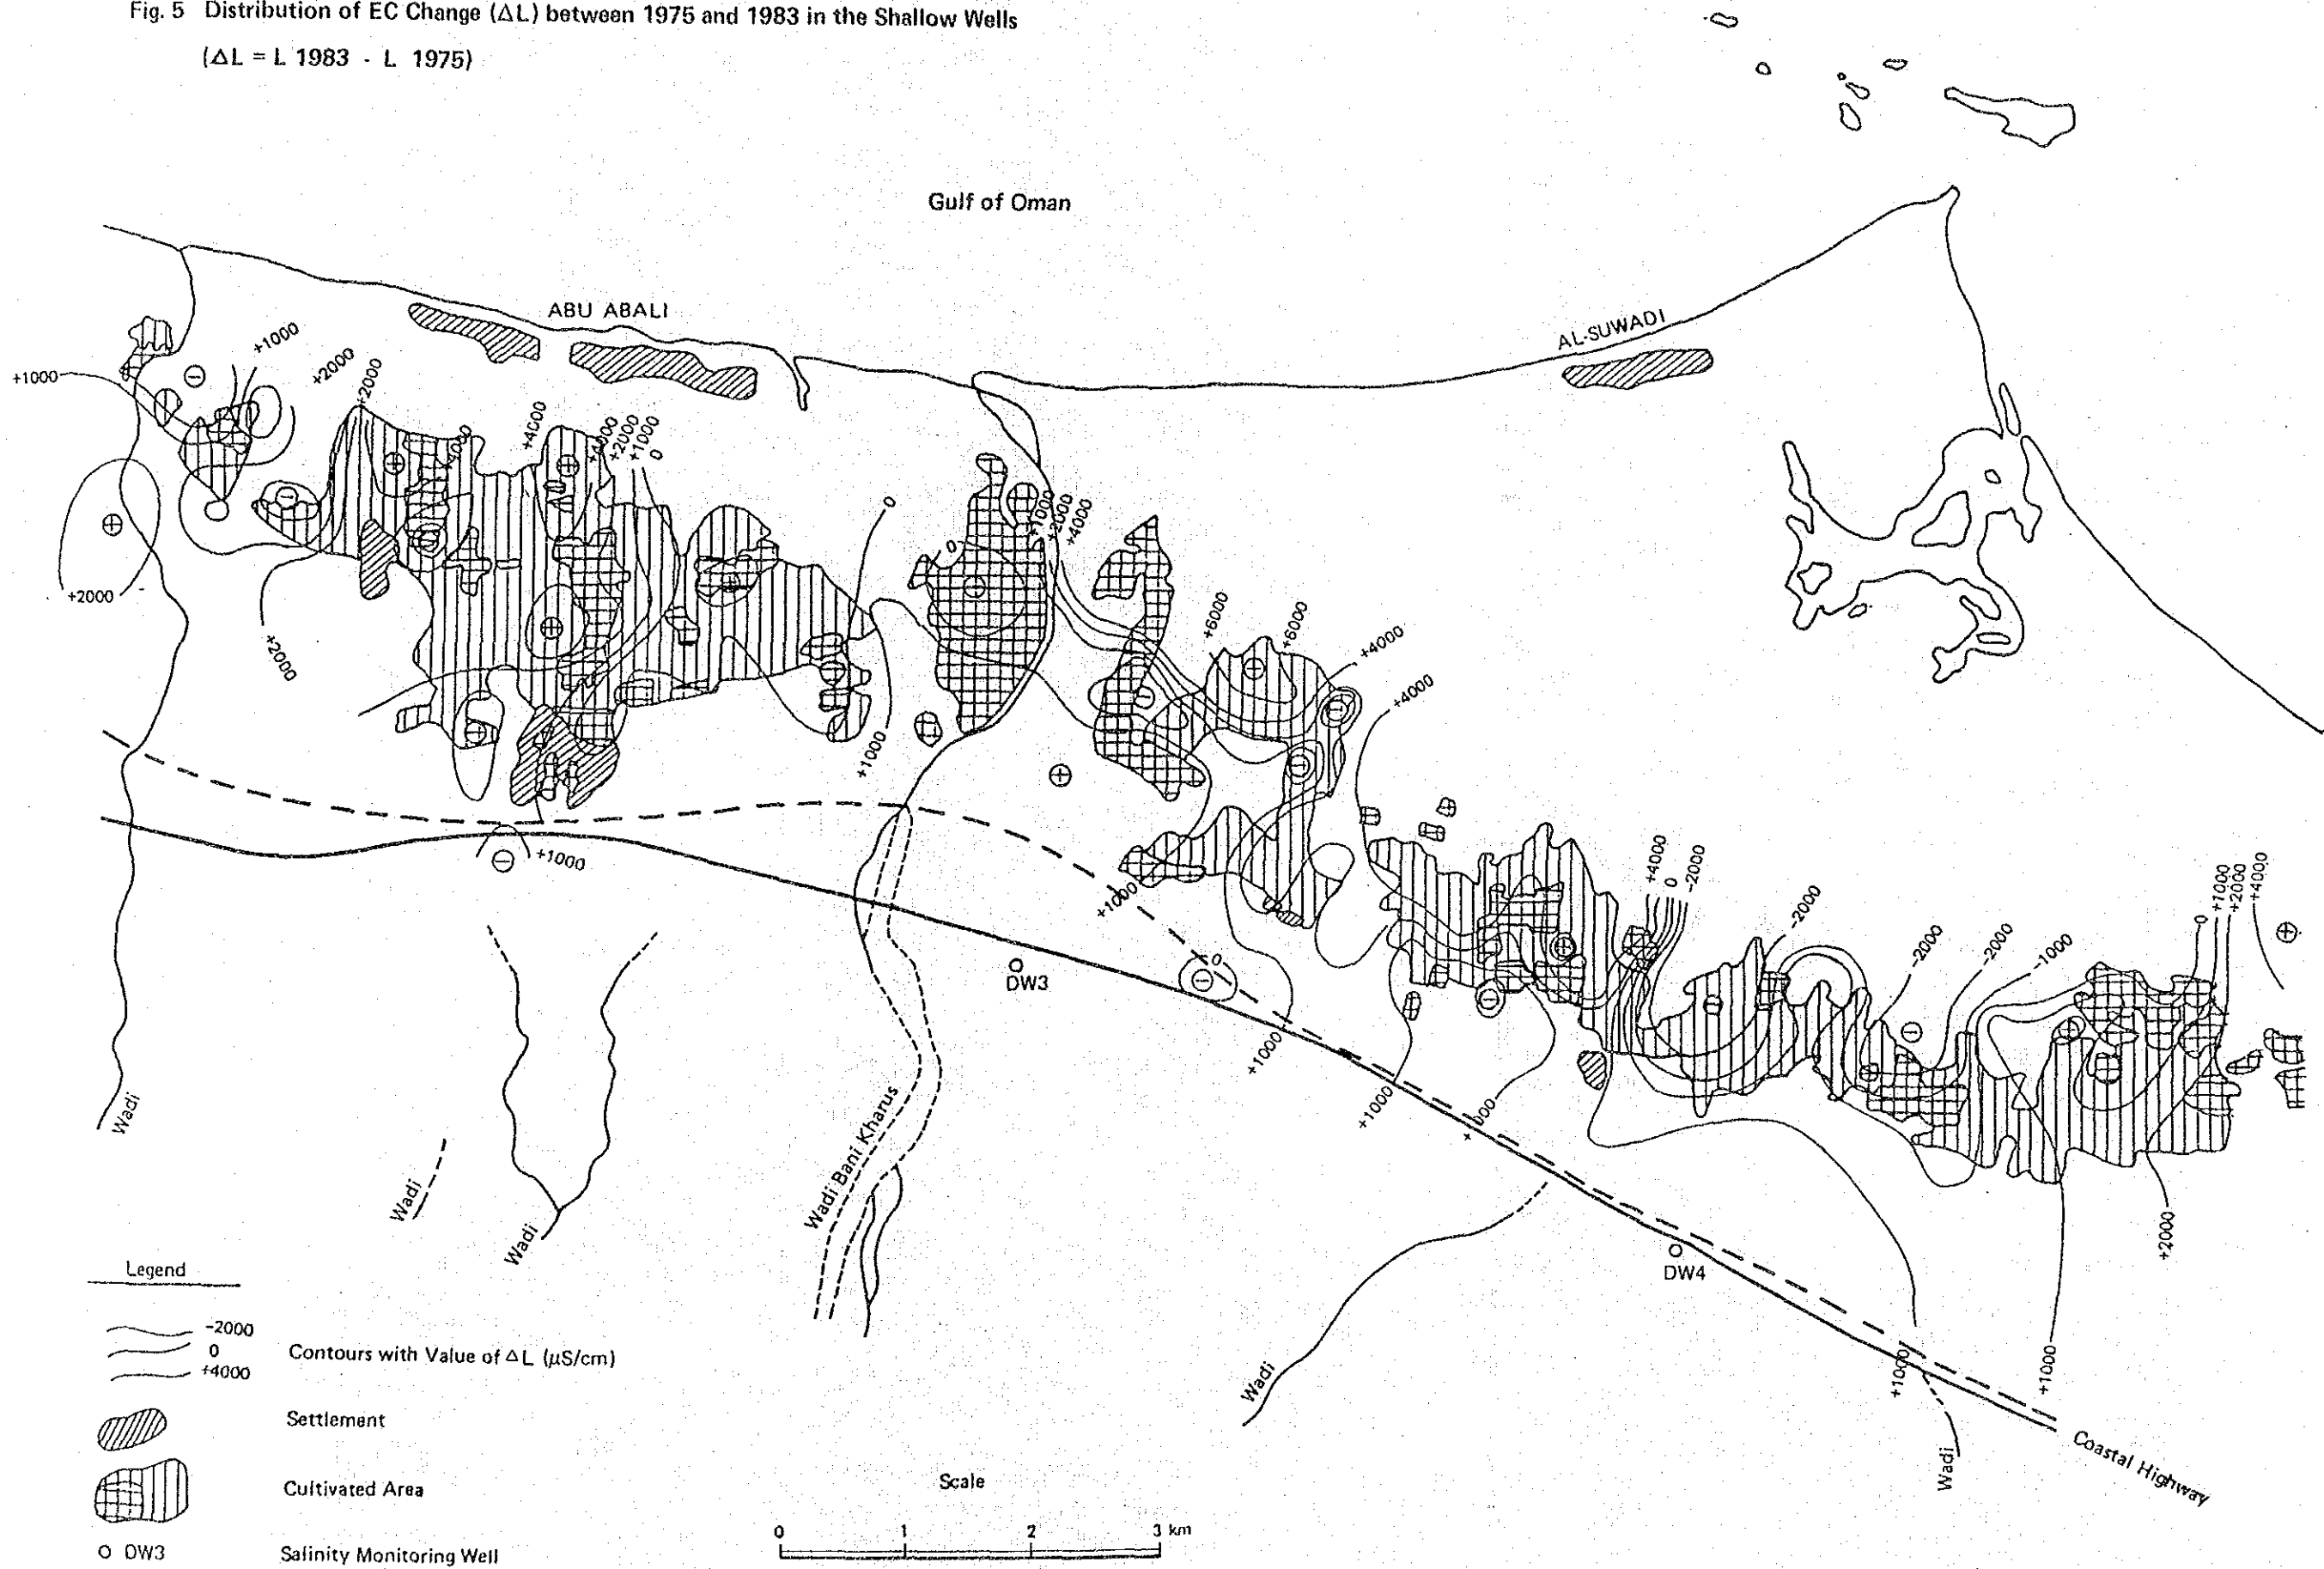 Fig. 5 Distribution of EC Change (ΔL) between 1975 and 1983 in the Shallow Wells
(ΔL = L 1983 - L 1975)
Gulf of Oman
ABU ABALI
AL-SUWADI
+1000
+1000
+2000
+2000
+4000
+4000
+4000
+2000
+1000
0
0
0
+1000
+2000
+4000
+2000
+2000
+6000
+6000
+4000
+4000
+1000
+1000
+1000
DW3
0
+4000
0
-2000
-2000
-2000
-2000
-1000
0
+1000
+2000
+4000
+1000
+1000
Wadi
Wadi
Wadi
Wadi Bani Kharus
+2000
DW4
Wadi
+1000
+1000
Wadi
Coastal Highway
Legend
-2000
0
+4000
Contours with Value of ΔL (μS/cm)
Settlement
Cultivated Area
DW3
Salinity Monitoring Well
Scale
0 1 2 3 km